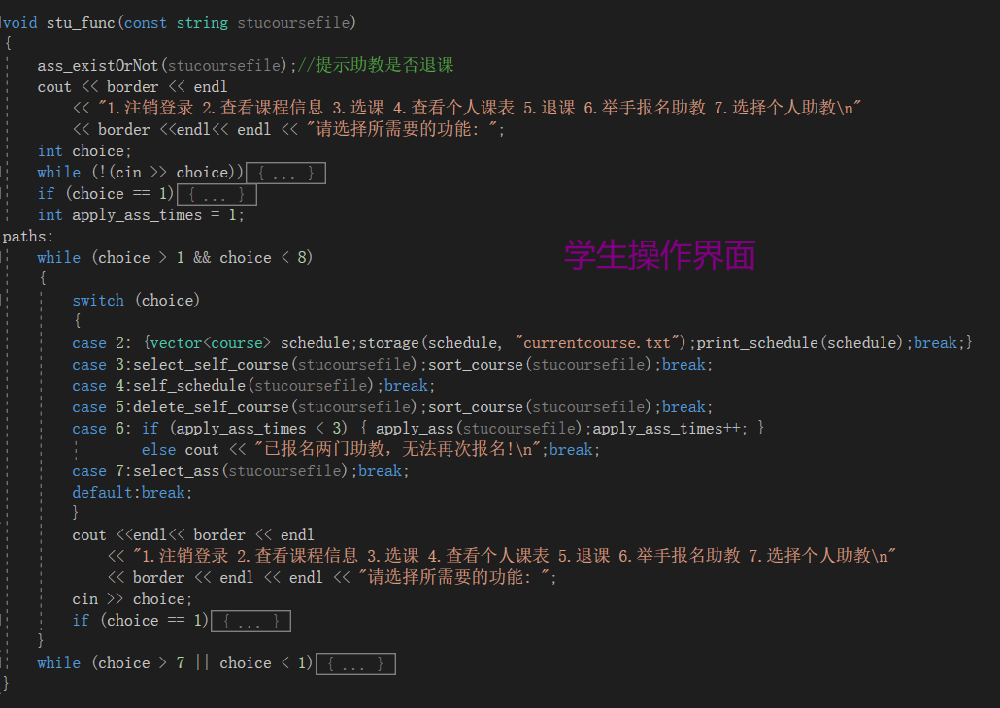 void stu_func(const string stucoursefile)
{
ass_existOrNot(stucoursefile);//提示助教是否退课
cout << border << endl
<< "1.注销登录 2.查看课程信息 3.选课 4.查看个人课表 5.退课 6.举手报名助教 7.选择个人助教\n"
<< border <<endl<< endl << "请选择所需要的功能: ";
int choice;
while (!(cin >> choice)){ ... }
if (choice == 1){ ... }
int apply_ass_times = 1;
paths:
while (choice > 1 && choice < 8)
学生操作界面
{
switch (choice)
{
case 2: {vector<course> schedule;storage(schedule, "currentcourse.txt");print_schedule(schedule);break;}
case 3:select_self_course(stucoursefile);sort_course(stucoursefile);break;
case 4:self_schedule(stucoursefile);break;
case 5:delete_self_course(stucoursefile);sort_course(stucoursefile);break;
case 6: if (apply_ass_times < 3) { apply_ass(stucoursefile);apply_ass_times++; }
else cout << "已报名两门助教, 无法再次报名!\n";break;
case 7:select_ass(stucoursefile);break;
default:break;
}
cout <<endl<< border << endl
<< "1.注销登录 2.查看课程信息 3.选课 4.查看个人课表 5.退课 6.举手报名助教 7.选择个人助教\n"
<< border << endl << endl << "请选择所需要的功能: ";
cin >> choice;
if (choice == 1){ ... }
}
while (choice > 7 || choice < 1){ ... }
}